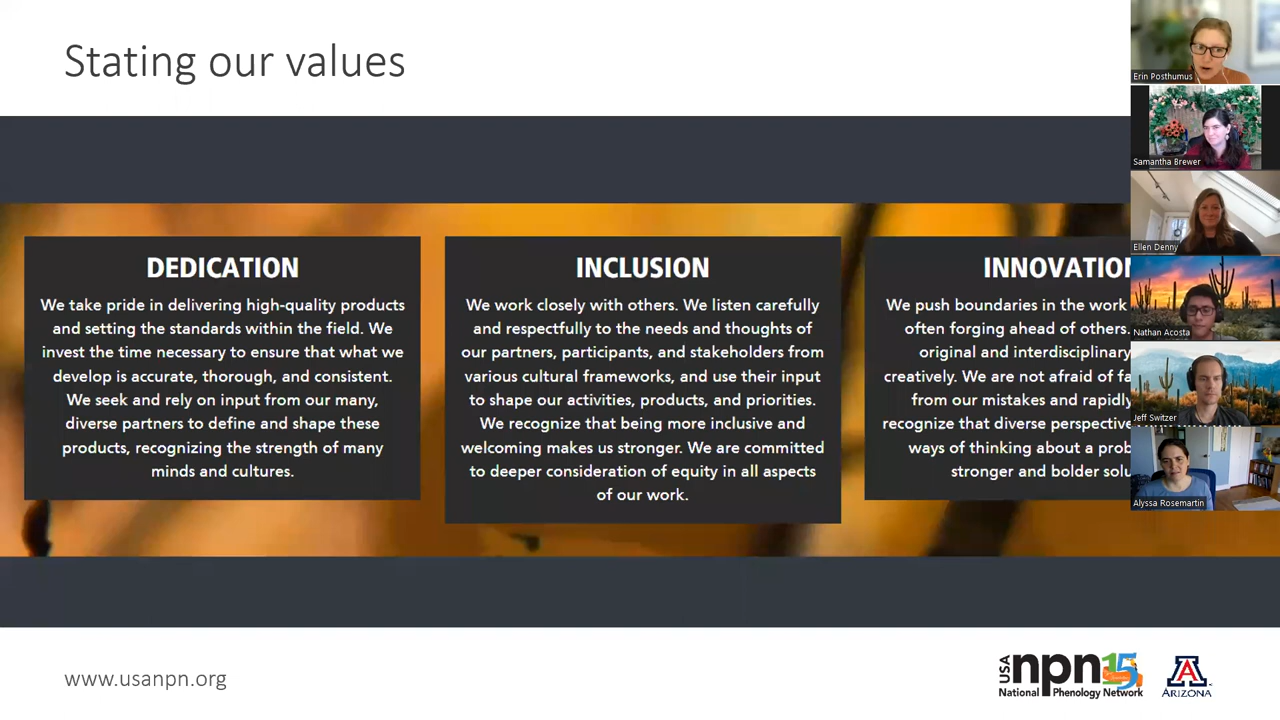 Stating our values
DEDICATION
We take pride in delivering high-quality products
and setting the standards within the field. We
invest the time necessary to ensure that what we
develop is accurate, thorough, and consistent.
We seek and rely on input from our many,
diverse partners to define and shape these
products, recognizing the strength of many
minds and cultures.
INCLUSION
We work closely with others. We listen carefully
and respectfully to the needs and thoughts of
our partners, participants, and stakeholders from
various cultural frameworks, and use their input
to shape our activities, products, and priorities.
We recognize that being more inclusive and
welcoming makes us stronger. We are committed
to deeper consideration of equity in all aspects
of our work.
INNOVATION
We push boundaries in the work
often forging ahead of others.
original and interdisciplinary
creatively. We are not afraid of fa
from our mistakes and rapidly
recognize that diverse perspective
ways of thinking about a prob
stronger and bolder solu
Erin Posthumus
Samantha Brewer
Ellen Denny
Nathan Acosta
Jeff Switzer
Alyssa Rosemartin
www.usanpn.org
USA npn 15
National Phenology Network
A
ARIZONA